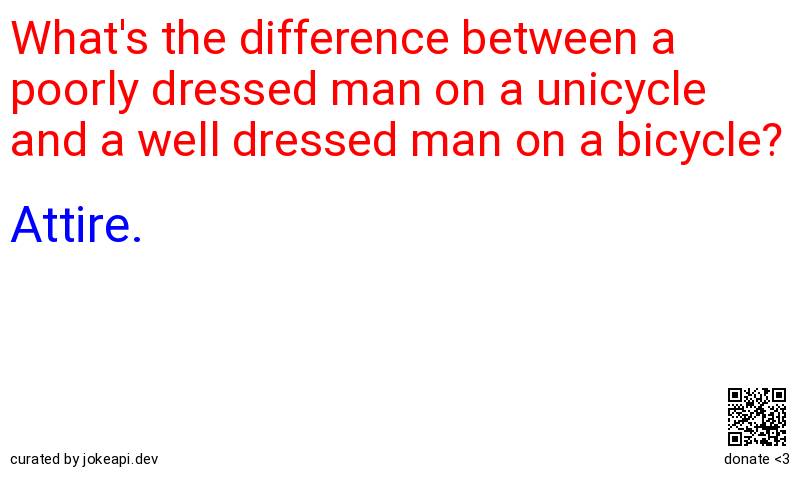 What's the difference between a
poorly dressed man on a unicycle
and a well dressed man on a bicycle?
Attire.
curated by jokeapi.dev
donate <3